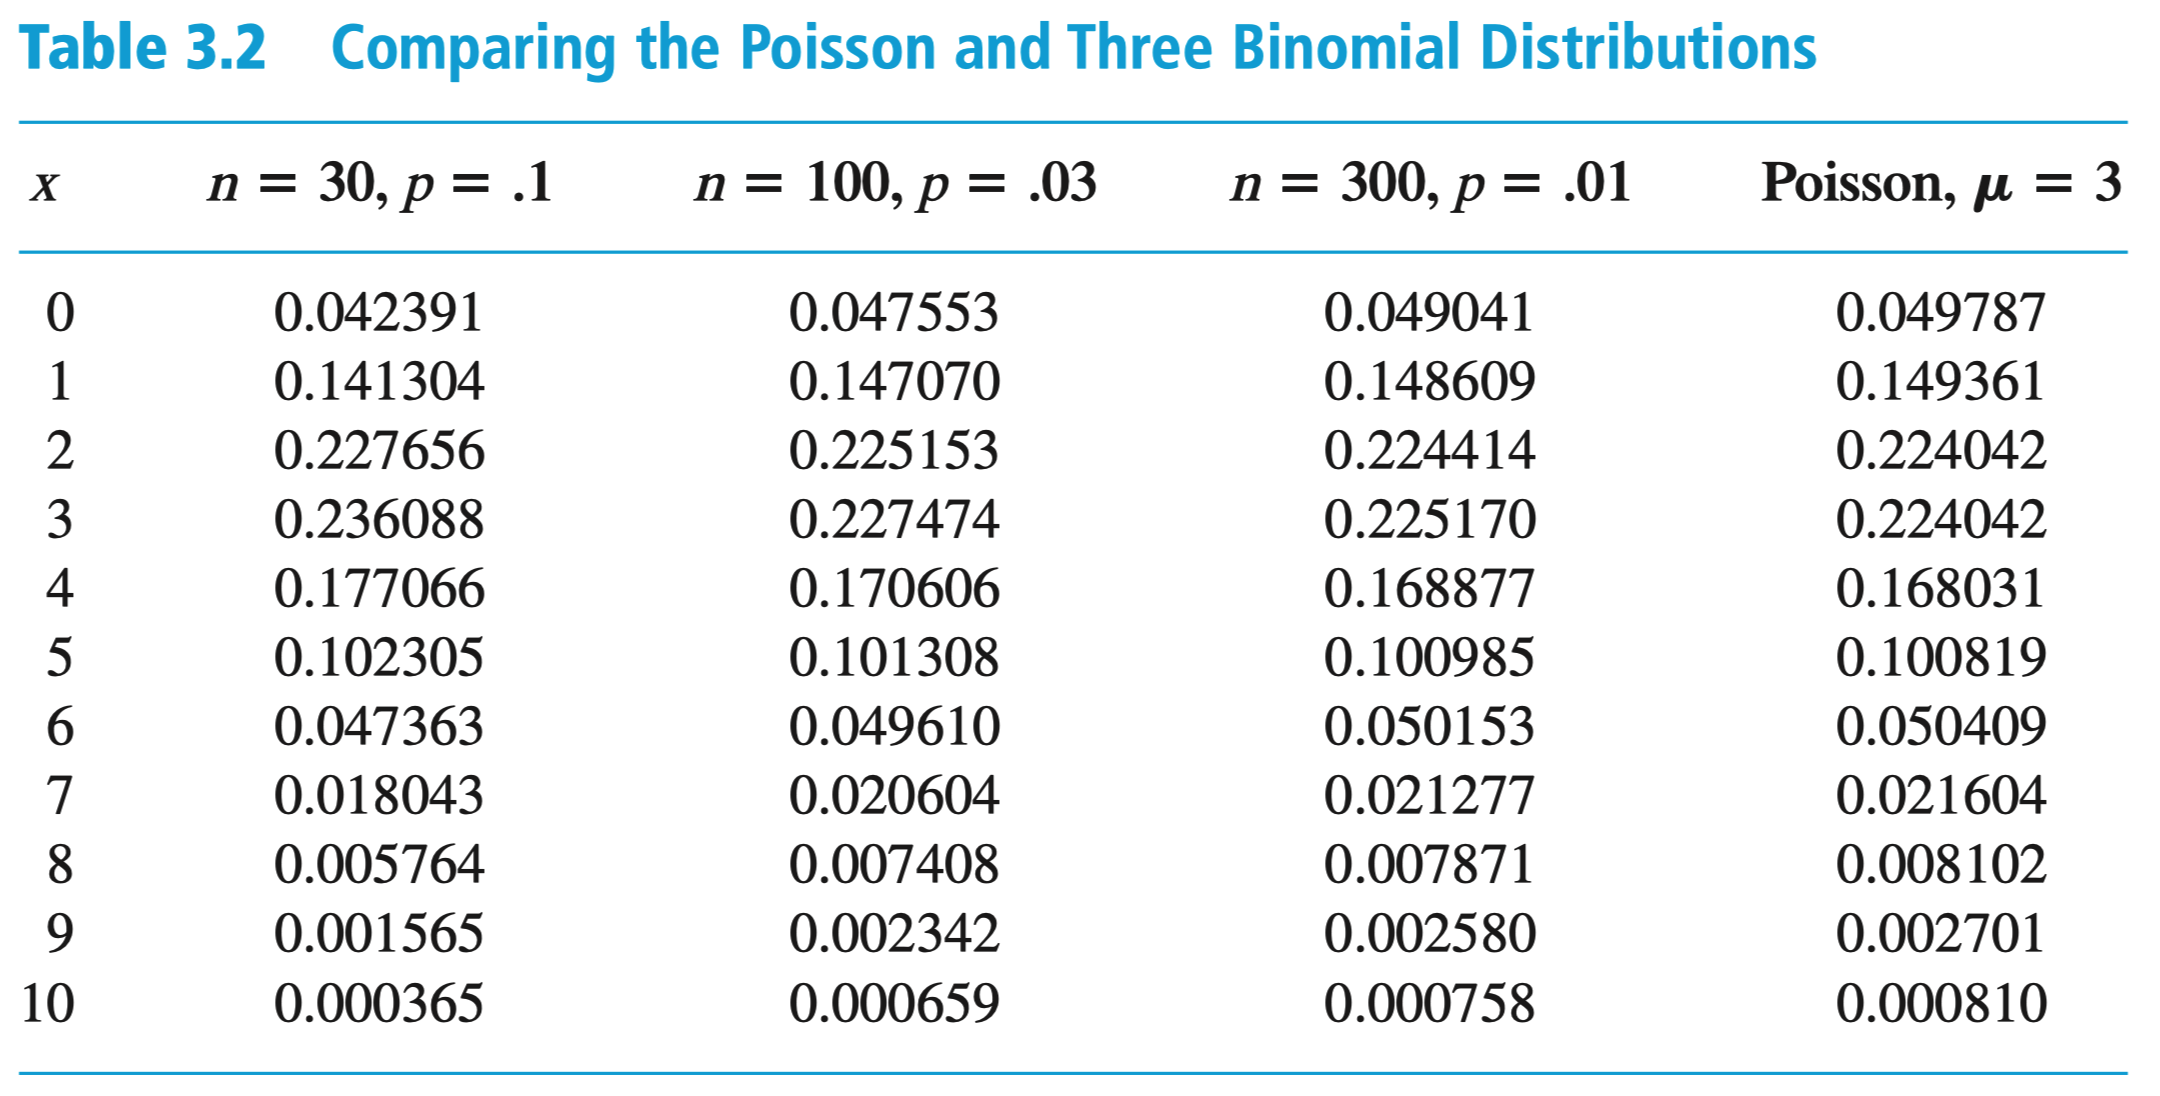 Table 3.2 Comparing the Poisson and Three Binomial Distributions
x n = 30, p = .1 n = 100, p = .03 n = 300, p = .01 Poisson, μ = 3
0 0.042391 0.047553 0.049041 0.049787
1 0.141304 0.147070 0.148609 0.149361
2 0.227656 0.225153 0.224414 0.224042
3 0.236088 0.227474 0.225170 0.224042
4 0.177066 0.170606 0.168877 0.168031
5 0.102305 0.101308 0.100985 0.100819
6 0.047363 0.049610 0.050153 0.050409
7 0.018043 0.020604 0.021277 0.021604
8 0.005764 0.007408 0.007871 0.008102
9 0.001565 0.002342 0.002580 0.002701
10 0.000365 0.000659 0.000758 0.000810